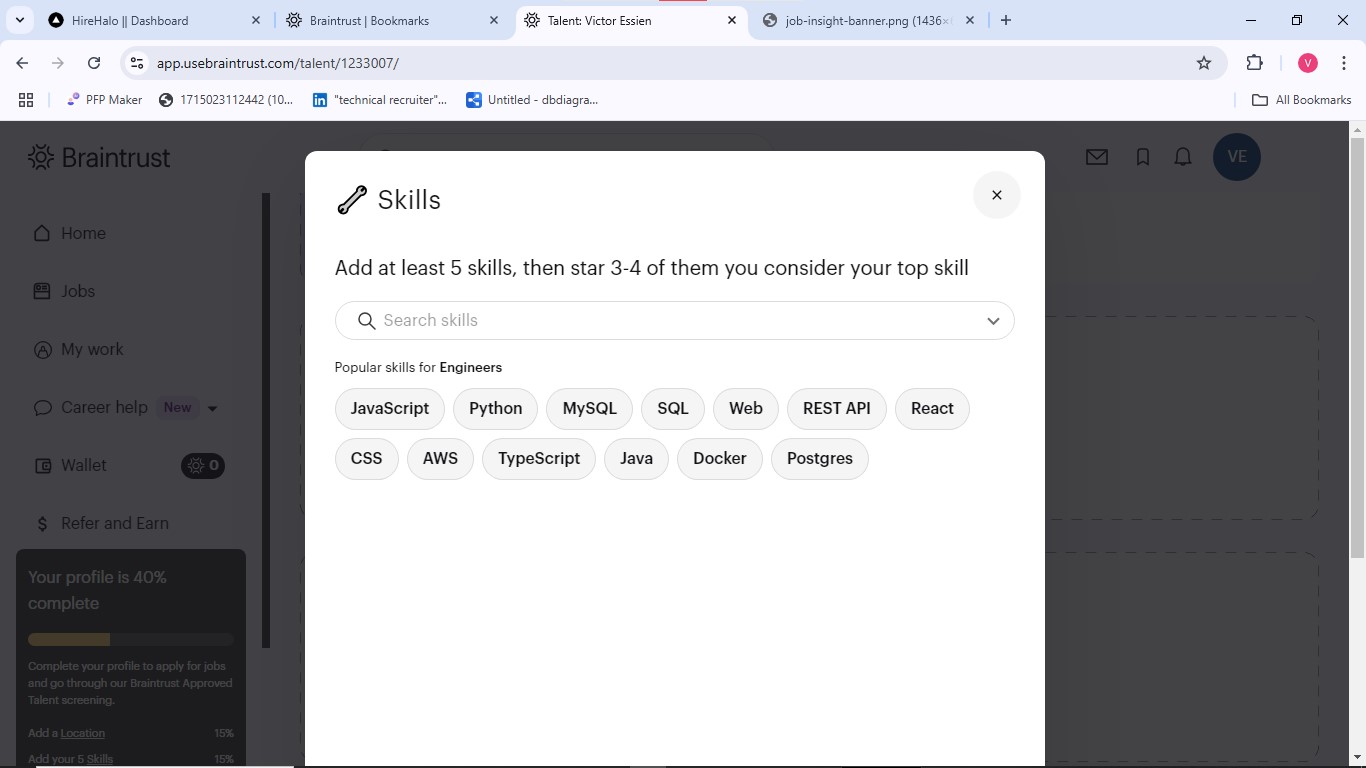 HireHalo || Dashboard
Braintrust | Bookmarks
Talent: Victor Essien
job-insight-banner.png (1436×
app.usebraintrust.com/talent/1233007/
V
PFP Maker
1715023112442 (10...
"technical recruiter"...
Untitled - dbdiagra...
All Bookmarks
Braintrust
VE
Home
Jobs
My work
Career help New
Wallet 0
Refer and Earn
Your profile is 40%
complete
Complete your profile to apply for jobs
and go through our Braintrust Approved
Talent screening.
Add a Location 15%
Add your 5 Skills 15%
Skills
Add at least 5 skills, then star 3-4 of them you consider your top skill
Search skills
Popular skills for Engineers
JavaScript Python MySQL SQL Web REST API React
CSS AWS TypeScript Java Docker Postgres